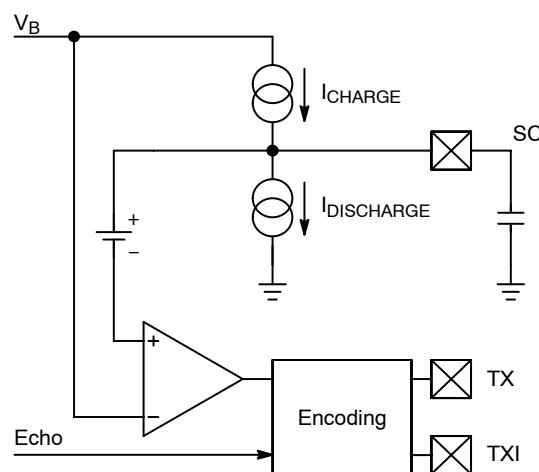 V_B
I_CHARGE
SC
I_DISCHARGE
+
−
+
−
TX
Encoding
Echo
TXI